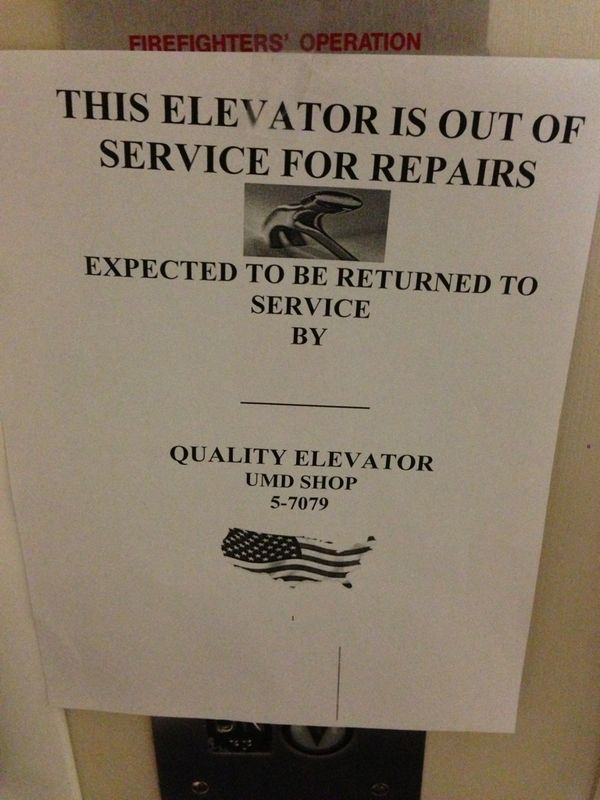 FIREFIGHTERS' OPERATION
THIS ELEVATOR IS OUT OF
SERVICE FOR REPAIRS
EXPECTED TO BE RETURNED TO
SERVICE
BY
QUALITY ELEVATOR
UMD SHOP
5-7079